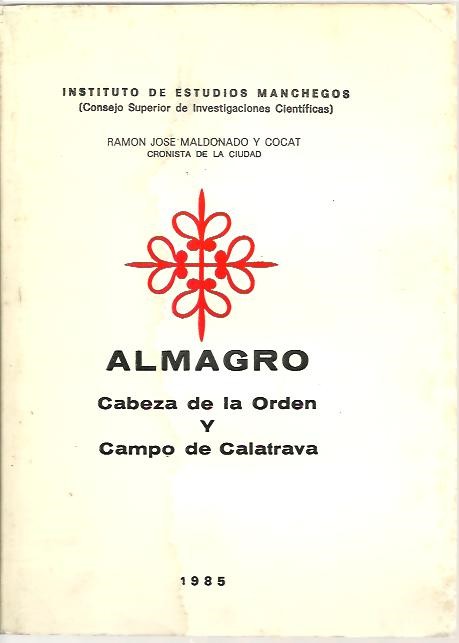 INSTITUTO DE ESTUDIOS MANCHEGOS
(Consejo Superior de Investigaciones Científicas)
RAMON JOSE MALDONADO Y COCAT
CRONISTA DE LA CIUDAD
ALMAGRO
Cabeza de la Orden
Y
Campo de Calatrava
1985